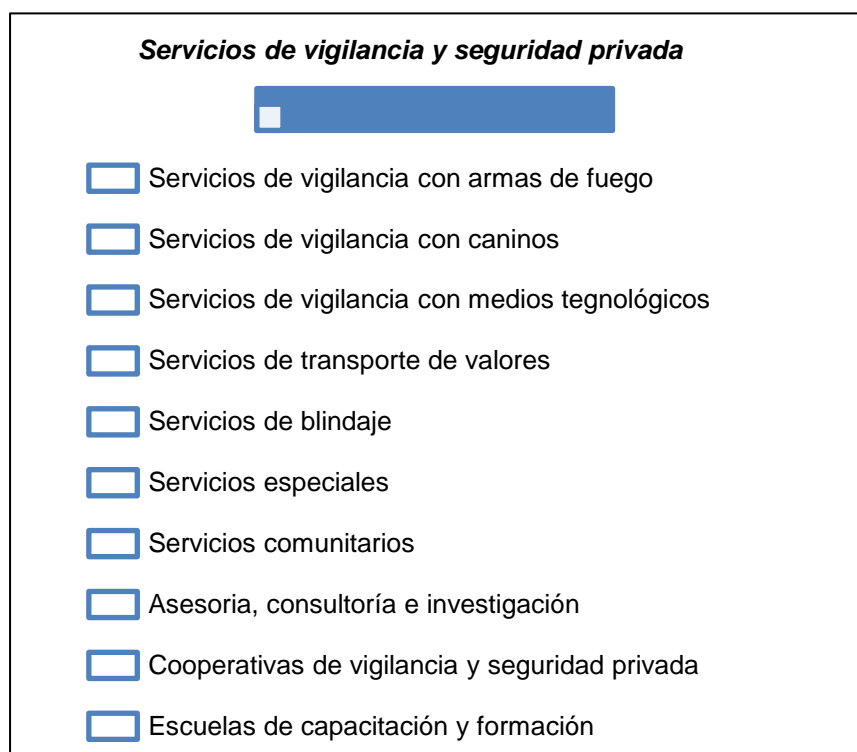 Servicios de vigilancia y seguridad privada
Servicios de vigilancia con armas de fuego
Servicios de vigilancia con caninos
Servicios de vigilancia con medios tegnológicos
Servicios de transporte de valores
Servicios de blindaje
Servicios especiales
Servicios comunitarios
Asesoria, consultoría e investigación
Cooperativas de vigilancia y seguridad privada
Escuelas de capacitación y formación